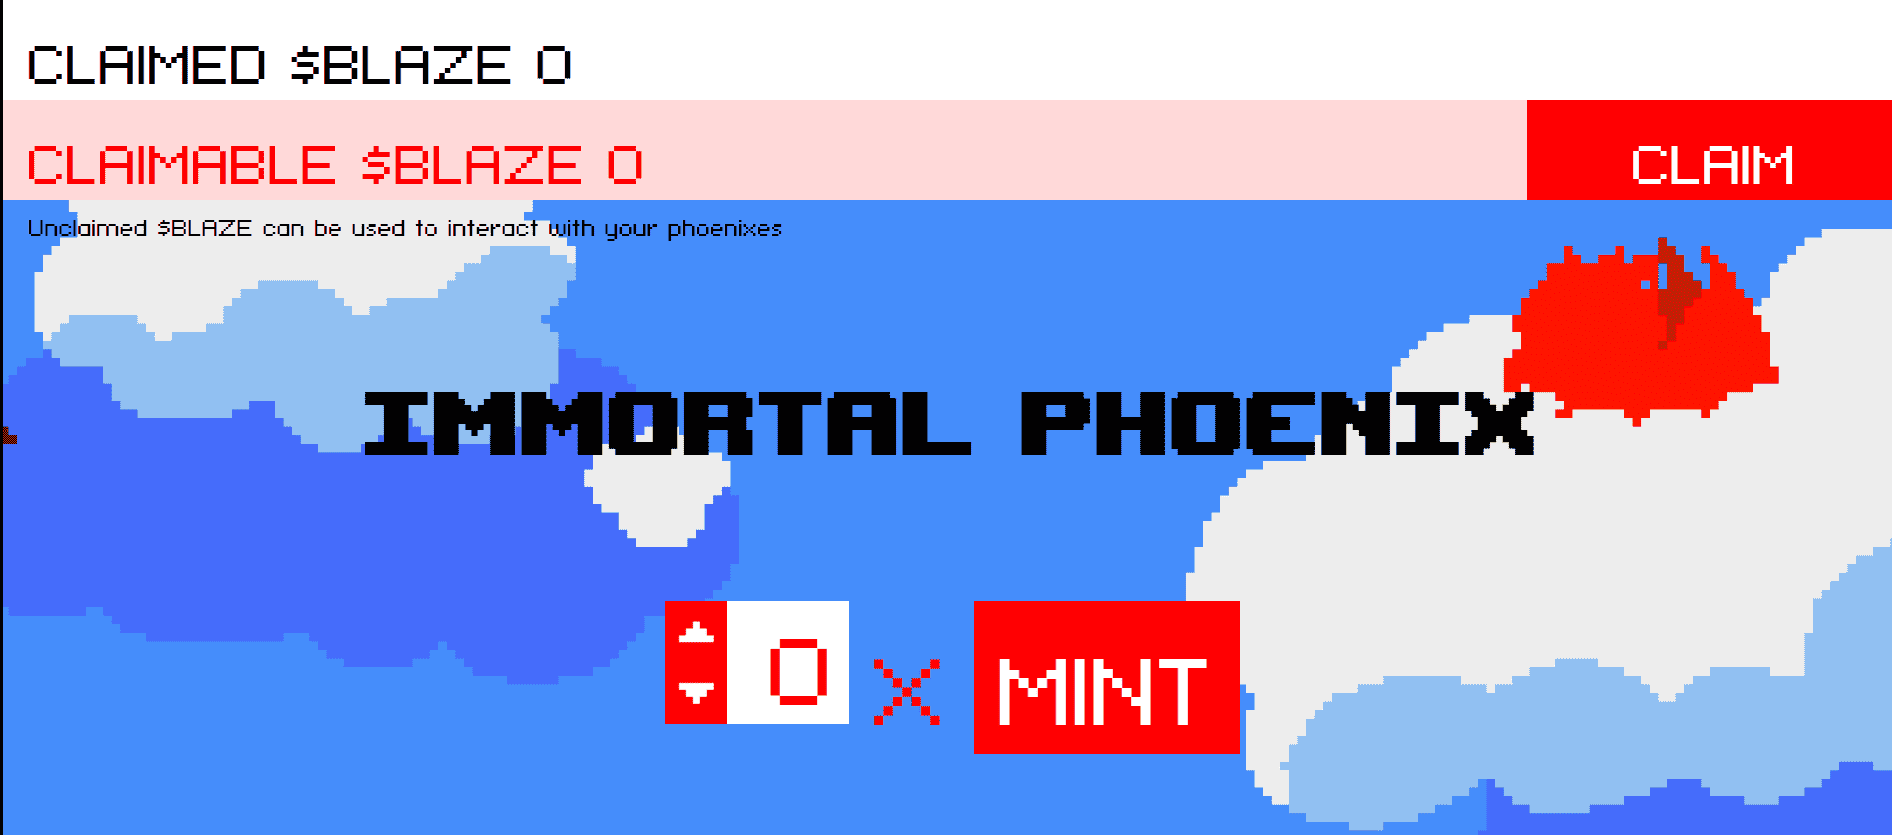 CLAIMED $BLAZE 0
CLAIMABLE $BLAZE 0
CLAIM
Unclaimed $BLAZE can be used to interact with your phoenixes
IMMORTAL PHOENIX
0 X MINT